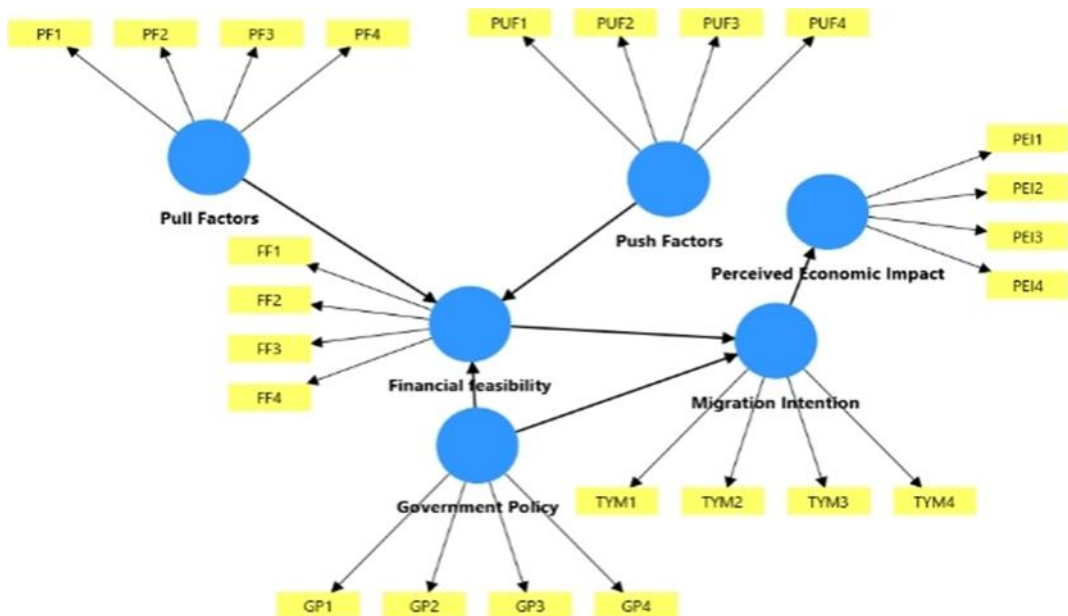 PF1
PF2
PF3
PF4
PUF1
PUF2
PUF3
PUF4
Pull Factors
Push Factors
PEI1
PEI2
PEI3
PEI4
Perceived Economic Impact
FF1
FF2
FF3
FF4
Financial feasibility
Migration Intention
Government Policy
TYM1
TYM2
TYM3
TYM4
GP1
GP2
GP3
GP4